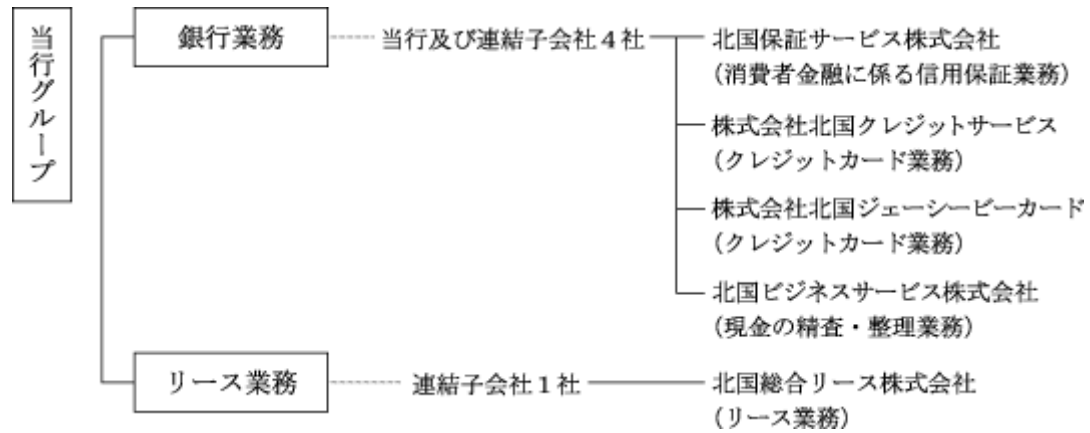 当行グループ
銀行業務
当行及び連結子会社4社
北国保証サービス株式会社
(消費者金融に係る信用保証業務)
株式会社北国クレジットサービス
(クレジットカード業務)
株式会社北国ジェーシービーカード
(クレジットカード業務)
北国ビジネスサービス株式会社
(現金の精査・整理業務)
リース業務
連結子会社1社
北国総合リース株式会社
(リース業務)